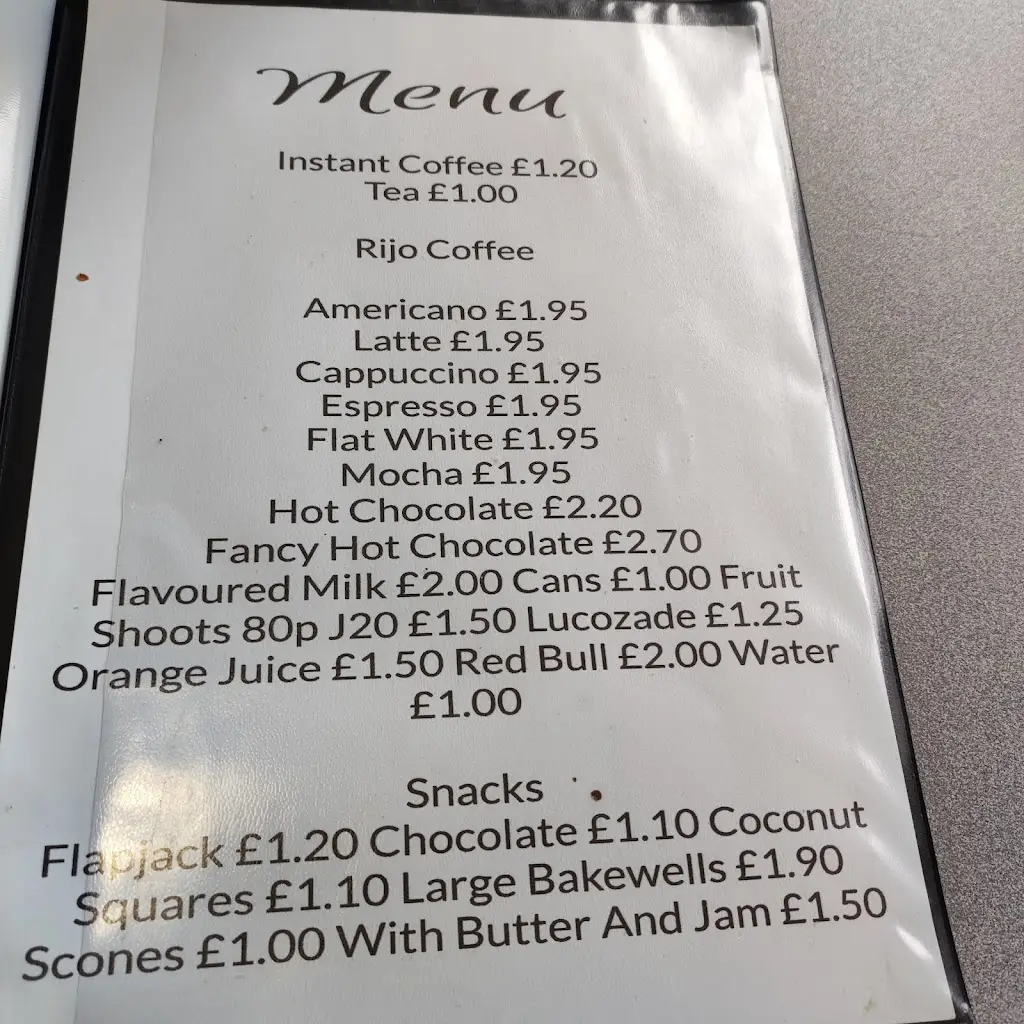 Menu
Instant Coffee £1.20
Tea £1.00
Rijo Coffee
Americano £1.95
Latte £1.95
Cappuccino £1.95
Espresso £1.95
Flat White £1.95
Mocha £1.95
Hot Chocolate £2.20
Fancy Hot Chocolate £2.70
Flavoured Milk £2.00 Cans £1.00 Fruit
Shoots 80p J20 £1.50 Lucozade £1.25
Orange Juice £1.50 Red Bull £2.00 Water
£1.00
Snacks
Flapjack £1.20 Chocolate £1.10 Coconut
Squares £1.10 Large Bakewells £1.90
Scones £1.00 With Butter And Jam £1.50